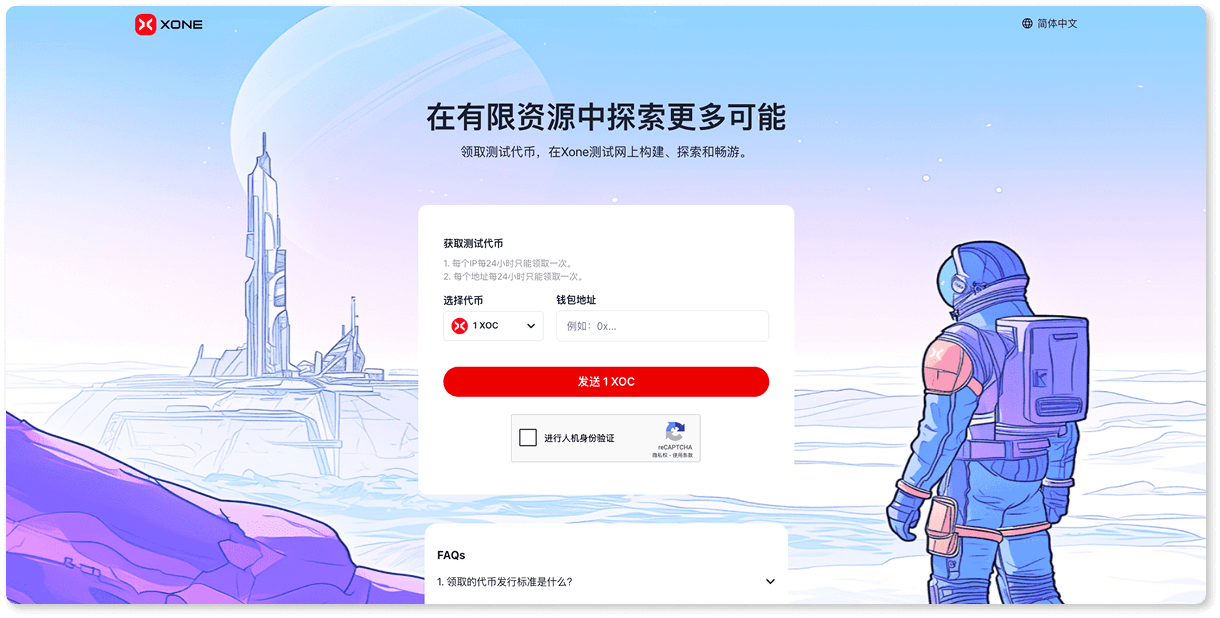 XONE
简体中文
在有限资源中探索更多可能
领取测试代币，在Xone测试网上构建、探索和畅游。
获取测试代币
1. 每个IP每24小时只能领取一次。
2. 每个地址每24小时只能领取一次。
选择代币
钱包地址
1 XOC
例如：0x...
发送 1 XOC
进行人机身份验证
reCAPTCHA
隐私权 - 使用条款
FAQs
1. 领取的代币发行标准是什么?